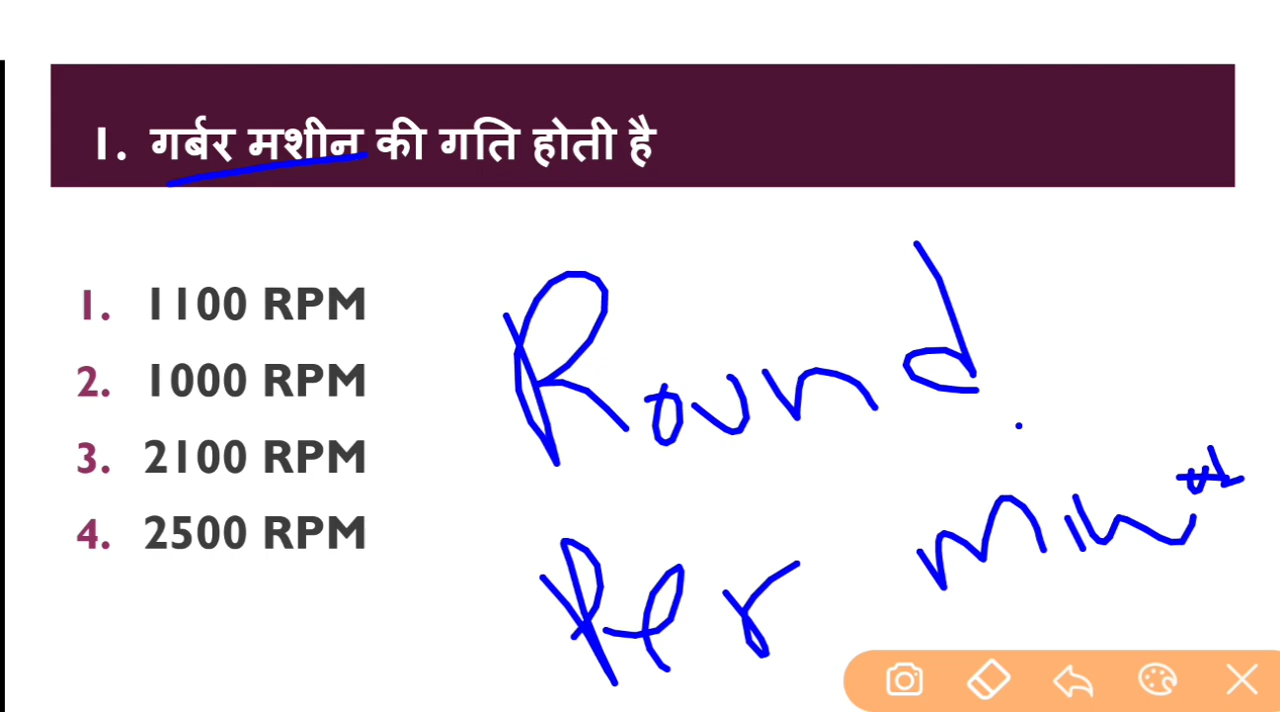 1. गर्बर मशीन की गति होती है
1. 1100 RPM
2. 1000 RPM
3. 2100 RPM
4. 2500 RPM
Round
Per